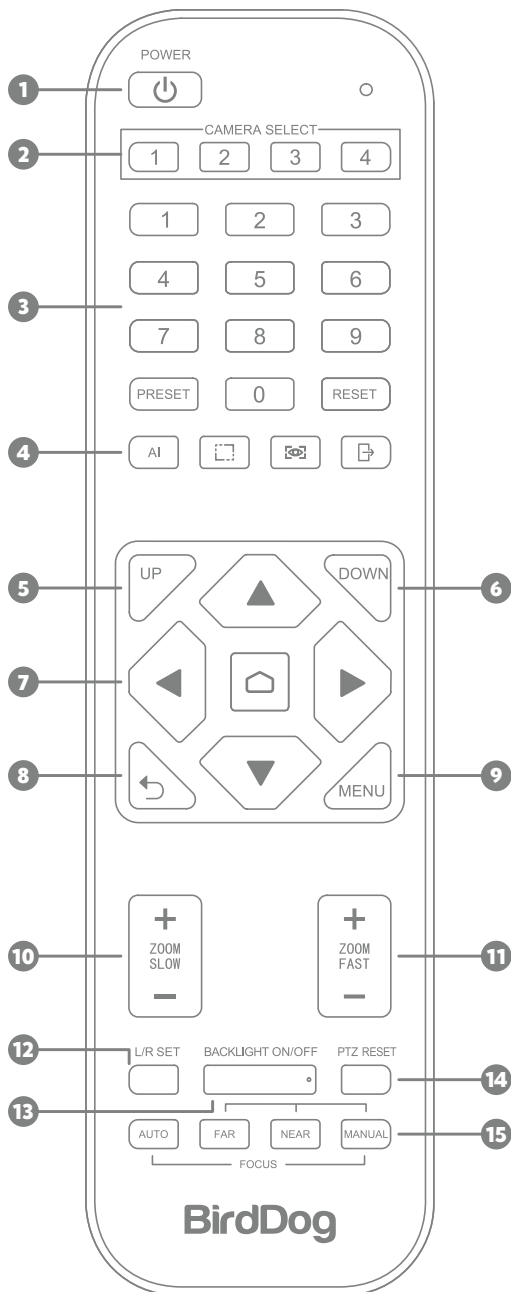 POWER
1
CAMERA SELECT
2
1 2 3 4
1 2 3
4 5 6
3
7 8 9
PRESET 0 RESET
4
AI
UP DOWN
5 6
7
8 9
MENU
+ +
10 ZOOM SLOW ZOOM FAST 11
− −
12 L/R SET BACKLIGHT ON/OFF PTZ RESET
14
13
AUTO FAR NEAR MANUAL 15
FOCUS
BirdDog